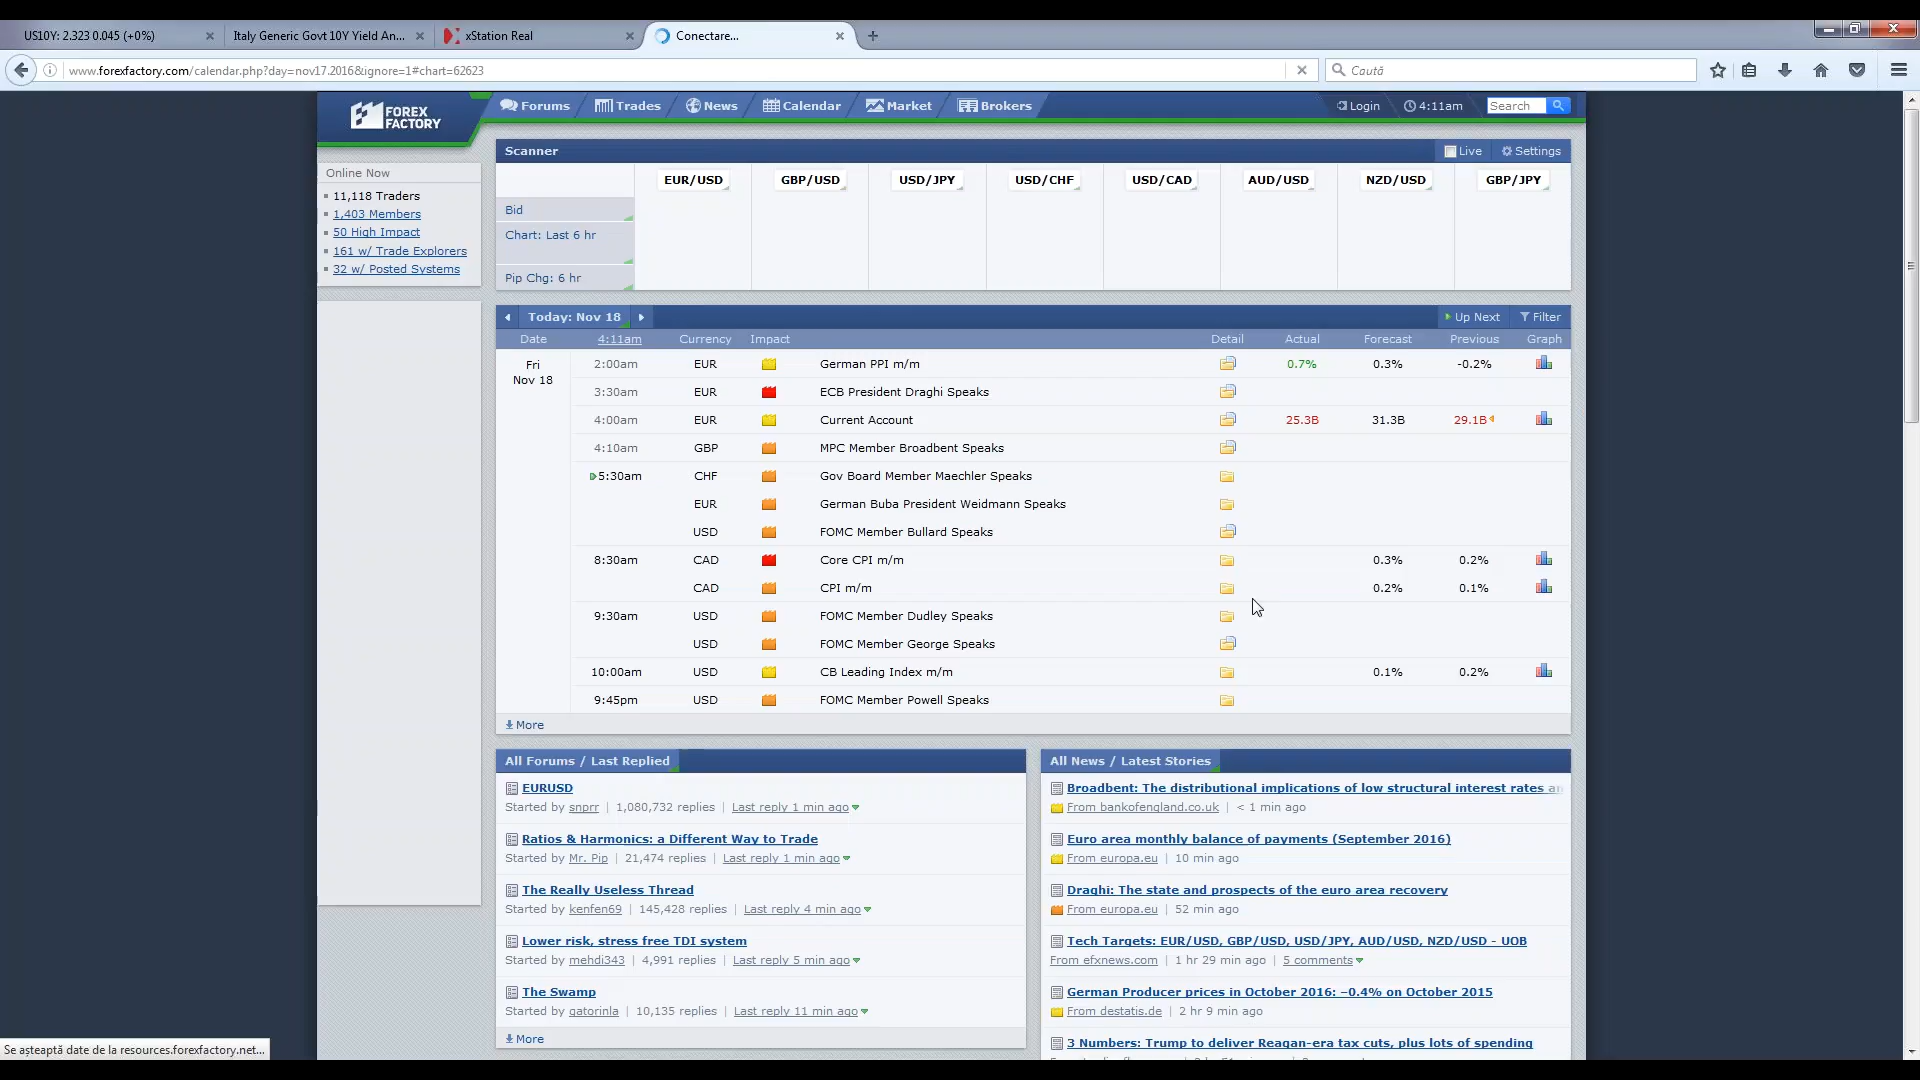 US10Y: 2.323 0.045 (+0%)
Italy Generic Govt 10Y Yield An...
xStation Real
Conectare...
www.forexfactory.com/calendar.php?day=nov17.2016&ignore=1#chart=62623
Caută
FOREX FACTORY
Forums
Trades
News
Calendar
Market
Brokers
Login
4:11am
Search
Online Now
11,118 Traders
1,403 Members
50 High Impact
161 w/ Trade Explorers
32 w/ Posted Systems
Scanner
Live
Settings
EUR/USD GBP/USD USD/JPY USD/CHF USD/CAD AUD/USD NZD/USD GBP/JPY
Bid
Chart: Last 6 hr
Pip Chg: 6 hr
Today: Nov 18
Up Next
Filter
Date 4:11am Currency Impact Detail Actual Forecast Previous Graph
Fri Nov 18
2:00am EUR German PPI m/m 0.7% 0.3% -0.2%
3:30am EUR ECB President Draghi Speaks
4:00am EUR Current Account 25.3B 31.3B 29.1B
4:10am GBP MPC Member Broadbent Speaks
5:30am CHF Gov Board Member Maechler Speaks
EUR German Buba President Weidmann Speaks
USD FOMC Member Bullard Speaks
8:30am CAD Core CPI m/m 0.3% 0.2%
CAD CPI m/m 0.2% 0.1%
9:30am USD FOMC Member Dudley Speaks
USD FOMC Member George Speaks
10:00am USD CB Leading Index m/m 0.1% 0.2%
9:45pm USD FOMC Member Powell Speaks
More
All Forums / Last Replied
EURUSD
Started by snprr | 1,080,732 replies | Last reply 1 min ago
Ratios & Harmonics: a Different Way to Trade
Started by Mr. Pip | 21,474 replies | Last reply 1 min ago
The Really Useless Thread
Started by kenfen69 | 145,428 replies | Last reply 4 min ago
Lower risk, stress free TDI system
Started by mehdi343 | 4,991 replies | Last reply 5 min ago
The Swamp
Started by gatorinla | 10,135 replies | Last reply 11 min ago
More
All News / Latest Stories
Broadbent: The distributional implications of low structural interest rates
From bankofengland.co.uk | < 1 min ago
Euro area monthly balance of payments (September 2016)
From europa.eu | 10 min ago
Draghi: The state and prospects of the euro area recovery
From europa.eu | 52 min ago
Tech Targets: EUR/USD, GBP/USD, USD/JPY, AUD/USD, NZD/USD - UOB
From efxnews.com | 1 hr 29 min ago | 5 comments
German Producer prices in October 2016: –0.4% on October 2015
From destatis.de | 2 hr 9 min ago
3 Numbers: Trump to deliver Reagan-era tax cuts, plus lots of spending
Se așteaptă date de la resources.forexfactory.net...